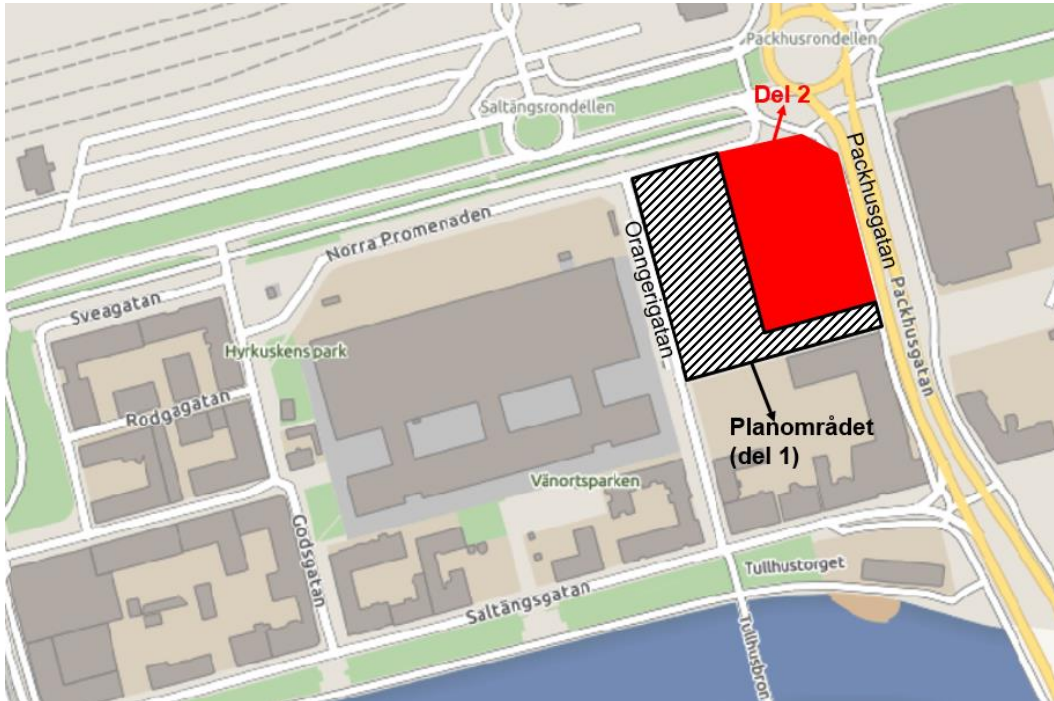 Packhusrondellen
Del 2
Saltängsrondellen
Packhusgatan
Norra Promenaden
Orangerigatan
Packhusgatan
Sveagatan
Hyrkuskens park
Rodgagatan
Planområdet
(del 1)
Vänortsparken
Godsgatan
Tullhustorget
Saltängsgatan
Tullhusbron